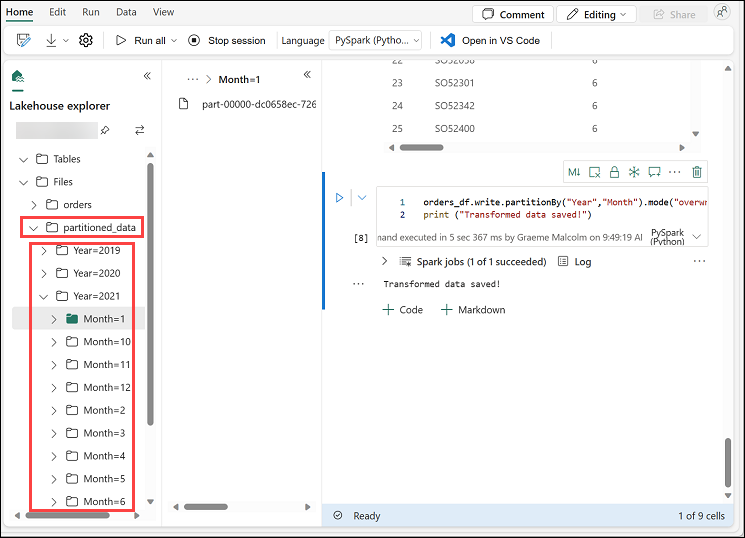 Home Edit Run Data View
Comment Editing Share
Run all Stop session Language PySpark (Pytho... Open in VS Code
Lakehouse explorer
Tables
Files
orders
partitioned_data
Year=2019
Year=2020
Year=2021
Month=1
Month=10
Month=11
Month=12
Month=2
Month=3
Month=4
Month=5
Month=6
... > Month=1
part-00000-dc0658ec-726
22 SO52050 6
23 SO52301 6
24 SO52342 6
25 SO52400 6
M↓
1 orders_df.write.partitionBy("Year","Month").mode("overwr
2 print ("Transformed data saved!")
[8] mand executed in 5 sec 367 ms by Graeme Malcolm on 9:49:19 AM PySpark (Python)
Spark jobs (1 of 1 succeeded) Log ...
... Transformed data saved!
+ Code + Markdown
Ready 1 of 9 cells